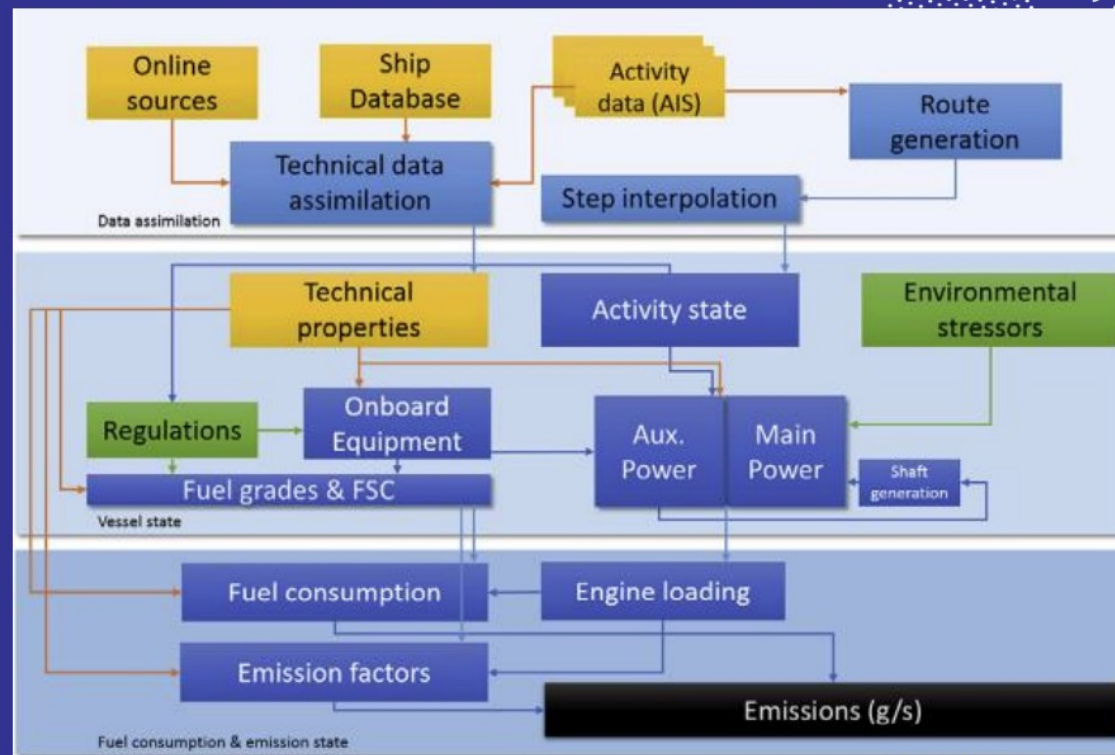 Online
sources
Ship
Database
Activity
data (AIS)
Route
generation
Technical data
assimilation
Step interpolation
Data assimilation
Technical
properties
Activity state
Environmental
stressors
Regulations
Onboard
Equipment
Aux.
Power
Main
Power
Shaft
generation
Fuel grades & FSC
Vessel state
Fuel consumption
Engine loading
Emission factors
Emissions (g/s)
Fuel consumption & emission state